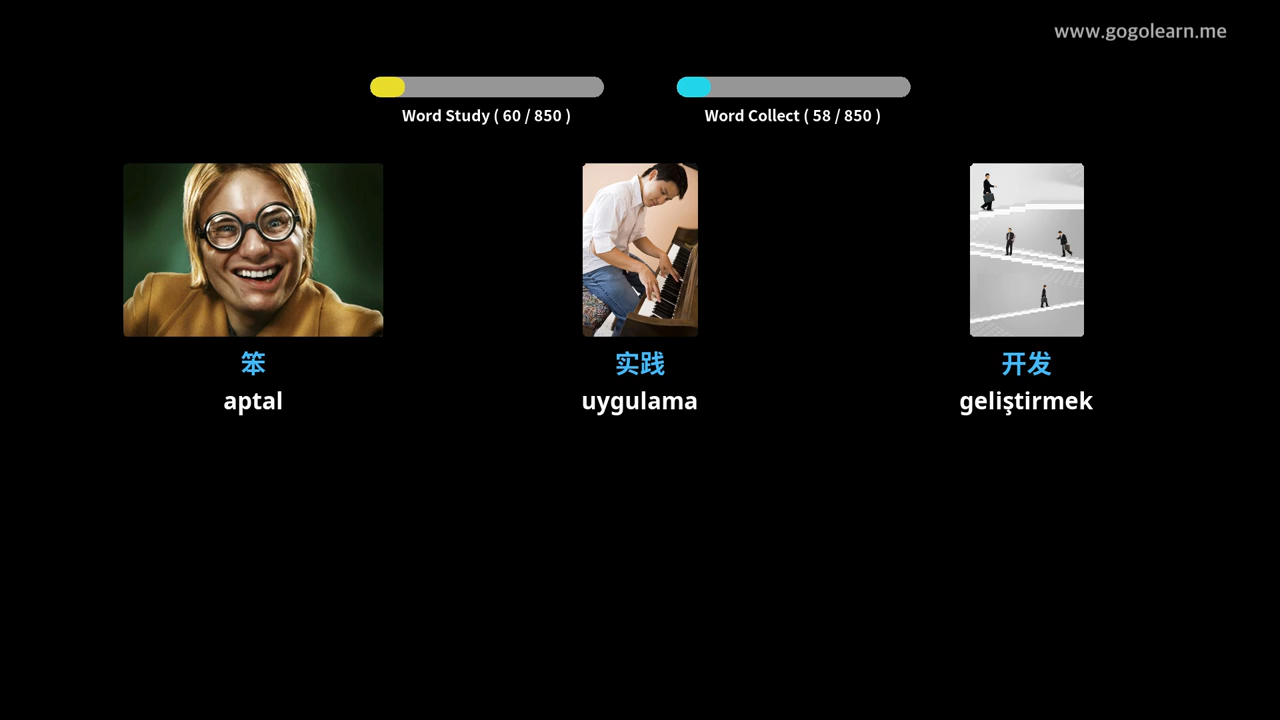 www.gogolearn.me
Word Study ( 60 / 850 )
Word Collect ( 58 / 850 )
笨
实践
开发
aptal
uygulama
geliştirmek